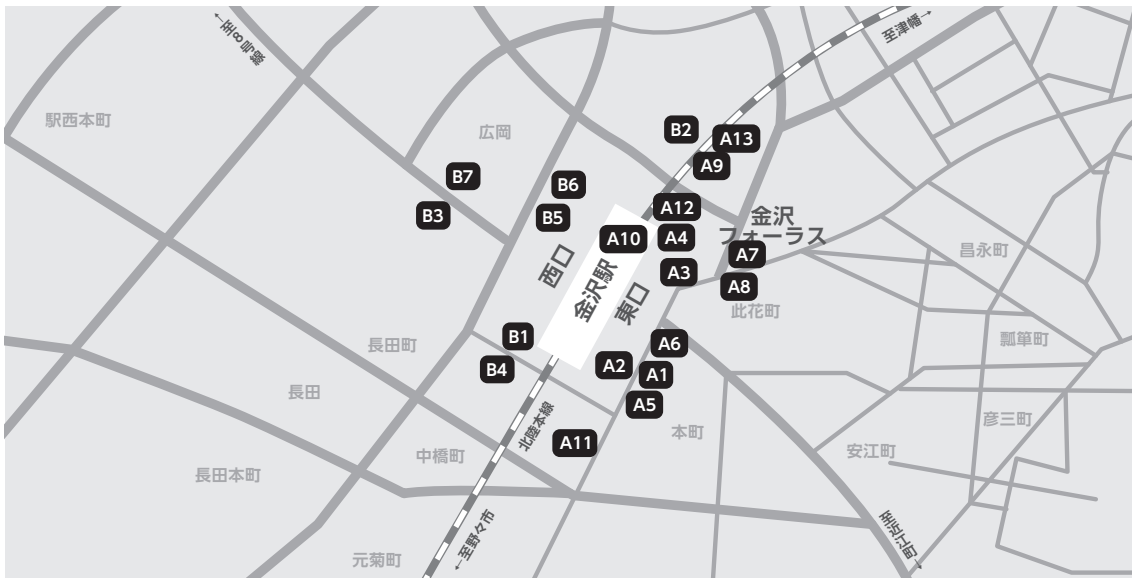 ←至8号線
至津幡→
駅西本町
広岡
B2
A13
A9
B7
B6
B3
B5
A12
金沢
フォーラス
A10
A4
A7
昌永町
西口
A3
A8
金沢駅
東口
此花町
B1
長田町
A6
瓢箪町
B4
A2
A1
長田
A5
彦三町
北陸本線
本町
A11
安江町
中橋町
長田本町
←至野々市
至近江町→
元菊町